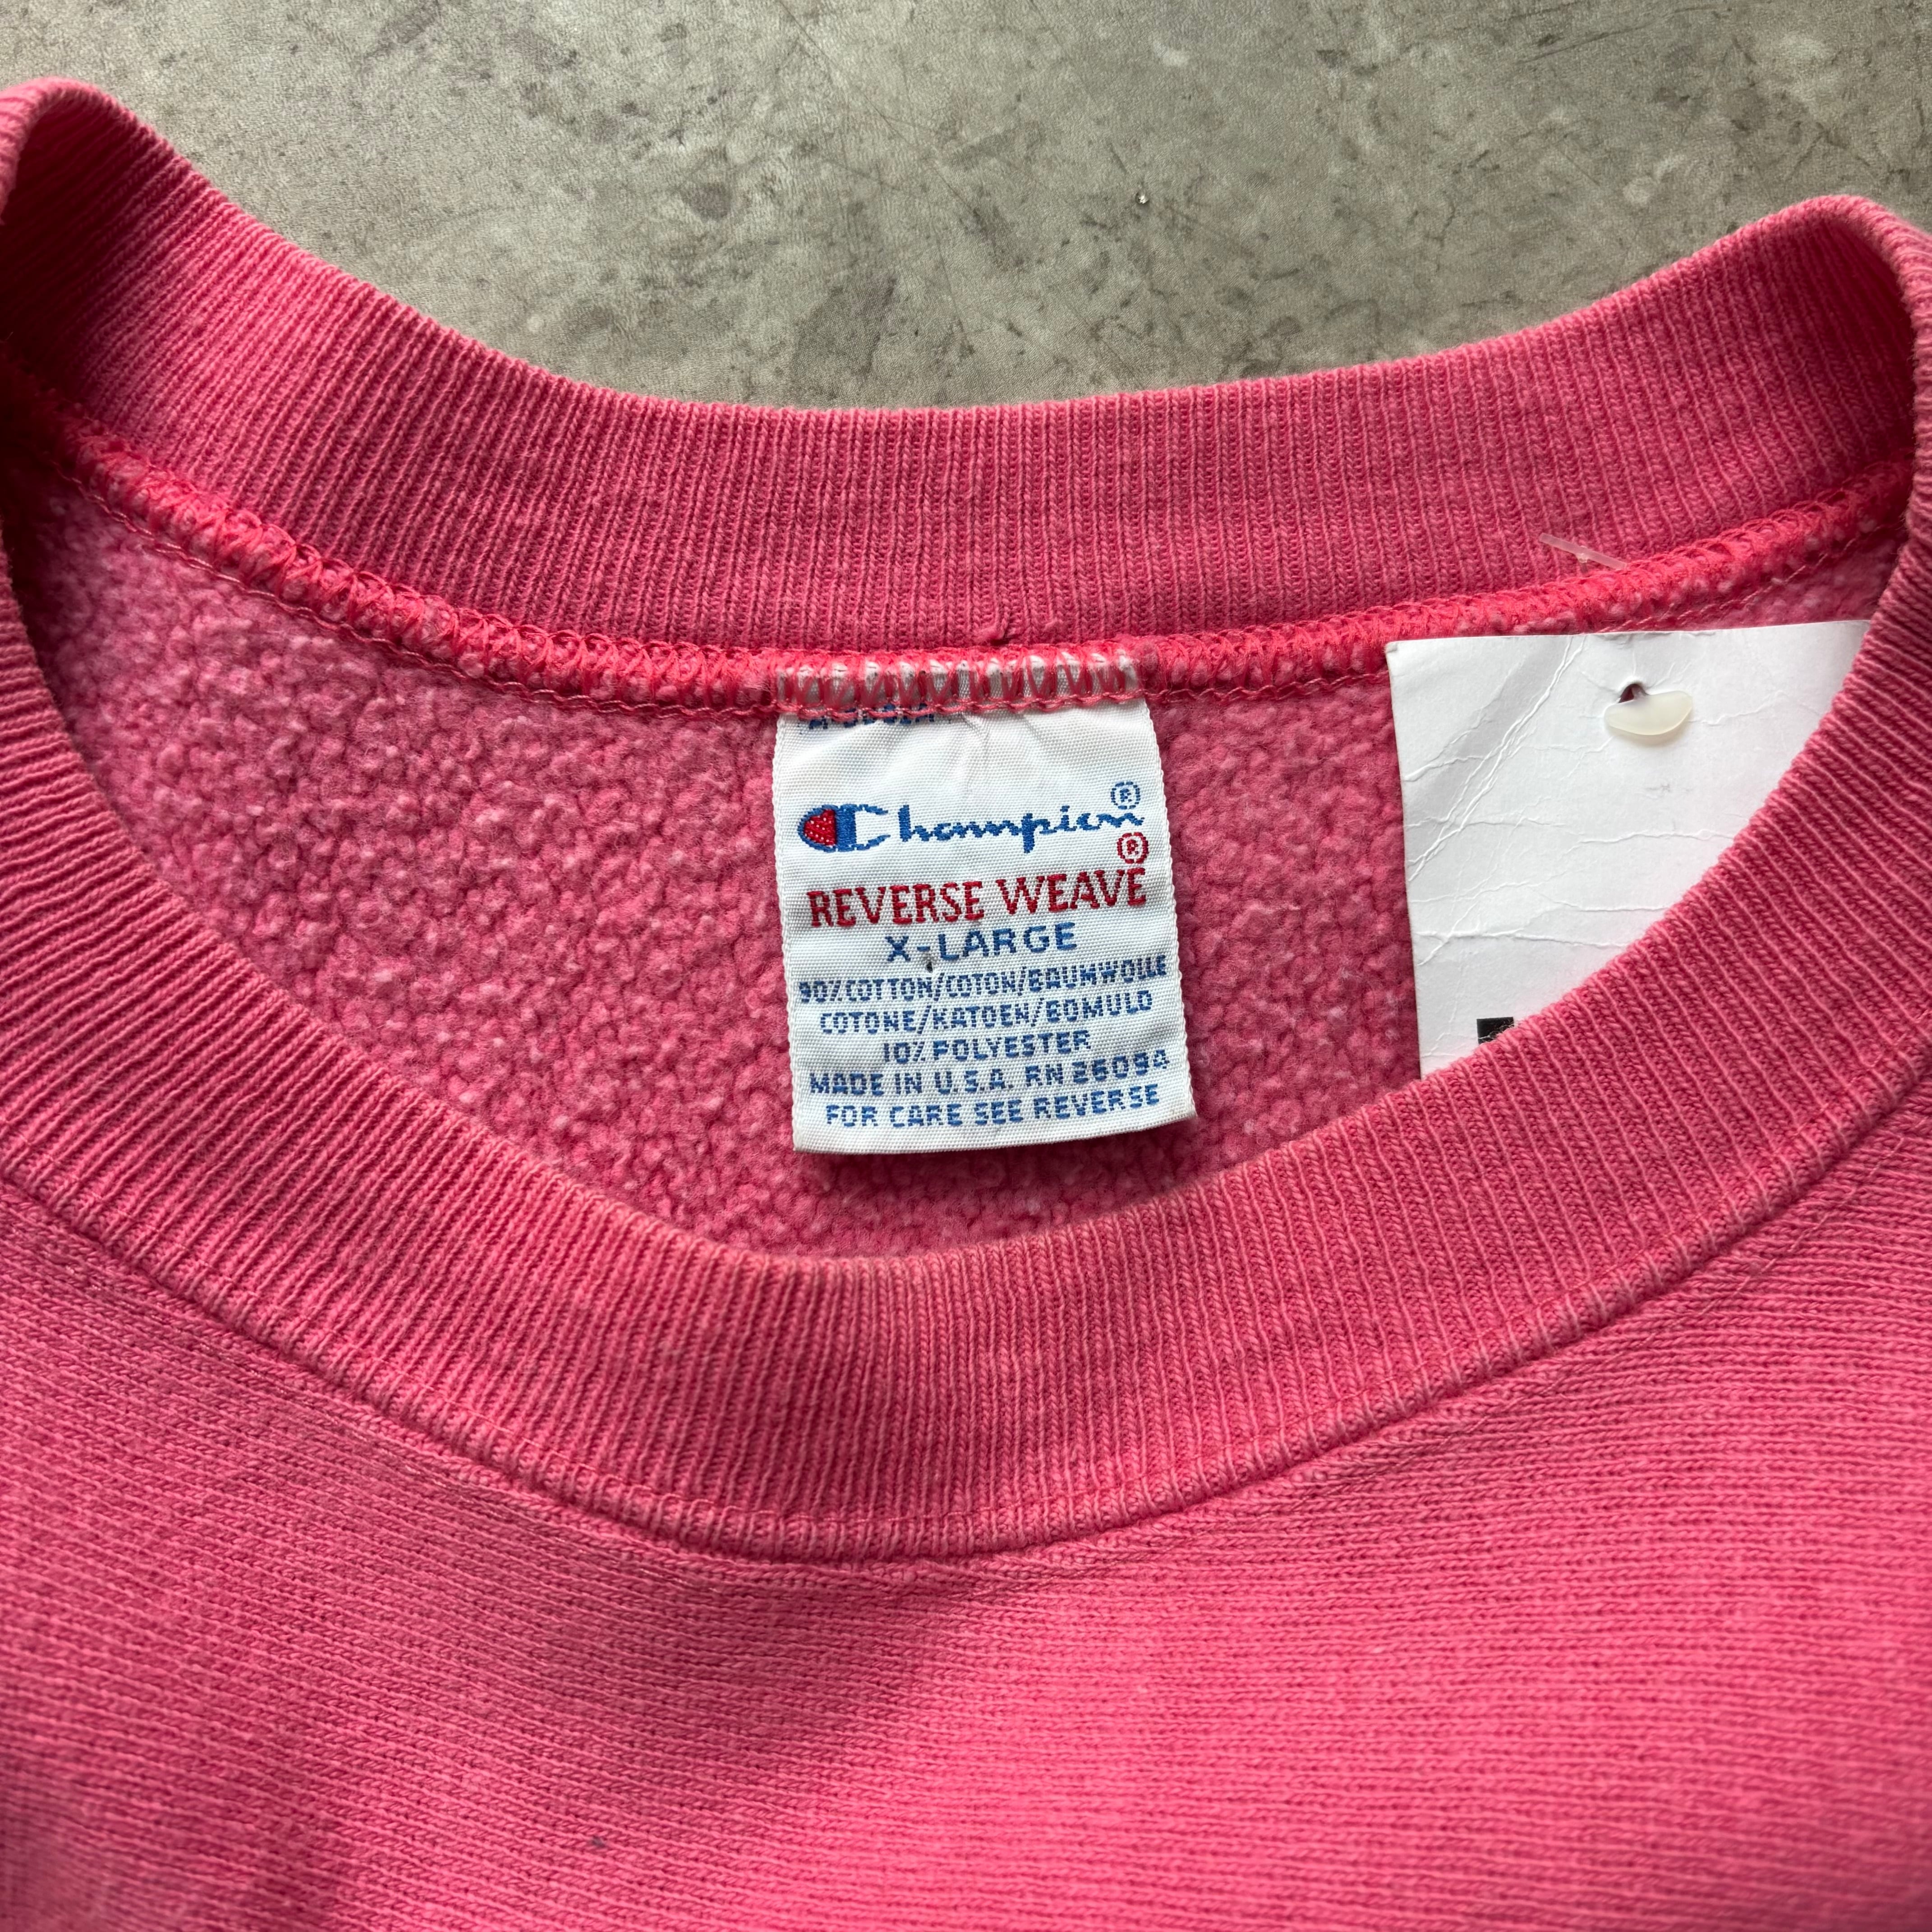 Champion®
REVERSE WEAVE®
X-LARGE
90% COTTON/COTON/BAUMWOLLE
COTONE/KATOEN/BOMULD
10% POLYESTER
MADE IN U.S.A. RN 26094
FOR CARE SEE REVERSE